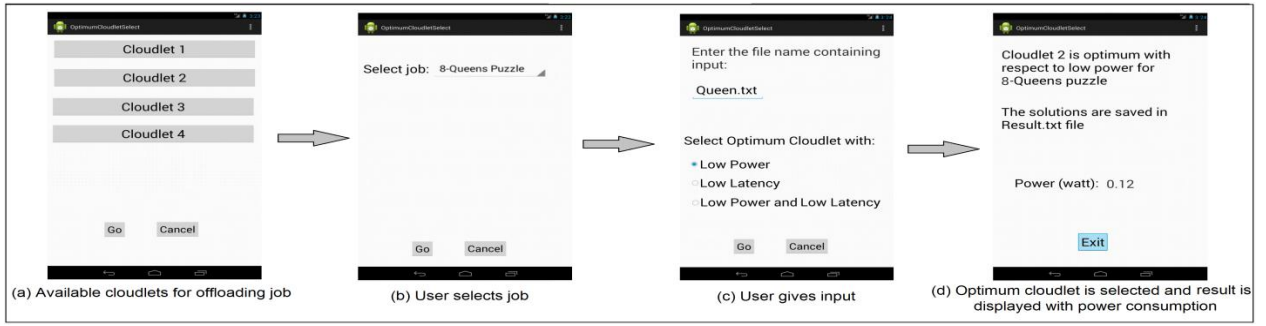 OptimumCloudletSelect
Cloudlet 1
Cloudlet 2
Cloudlet 3
Cloudlet 4
Go Cancel
(a) Available cloudlets for offloading job
OptimumCloudletSelect
Select job: 8-Queens Puzzle
Go Cancel
(b) User selects job
OptimumCloudletSelect
Enter the file name containing
input:
Queen.txt
Select Optimum Cloudlet with:
Low Power
Low Latency
Low Power and Low Latency
Go Cancel
(c) User gives input
OptimumCloudletSelect
Cloudlet 2 is optimum with
respect to low power for
8-Queens puzzle
The solutions are saved in
Result.txt file
Power (watt): 0.12
Exit
(d) Optimum cloudlet is selected and result is
displayed with power consumption